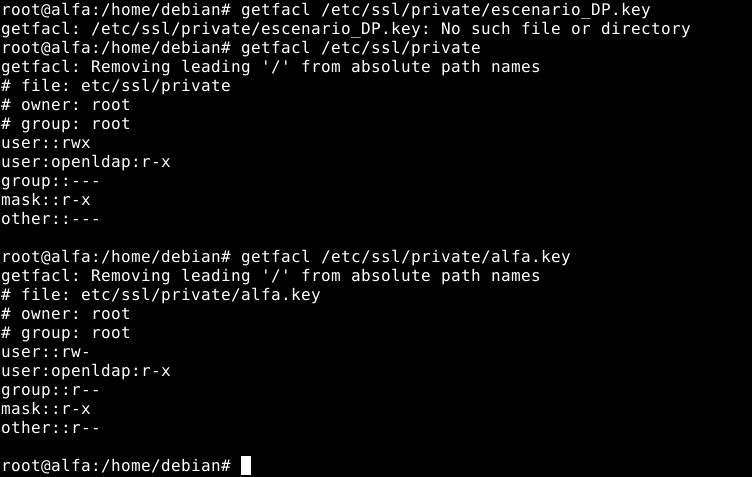 root@alfa:/home/debian# getfacl /etc/ssl/private/escenario_DP.key
getfacl: /etc/ssl/private/escenario_DP.key: No such file or directory
root@alfa:/home/debian# getfacl /etc/ssl/private
getfacl: Removing leading '/' from absolute path names
# file: etc/ssl/private
# owner: root
# group: root
user::rwx
user:openldap:r-x
group::---
mask::r-x
other::---
root@alfa:/home/debian# getfacl /etc/ssl/private/alfa.key
getfacl: Removing leading '/' from absolute path names
# file: etc/ssl/private/alfa.key
# owner: root
# group: root
user::rw-
user:openldap:r-x
group::r--
mask::r-x
other::r--
root@alfa:/home/debian#